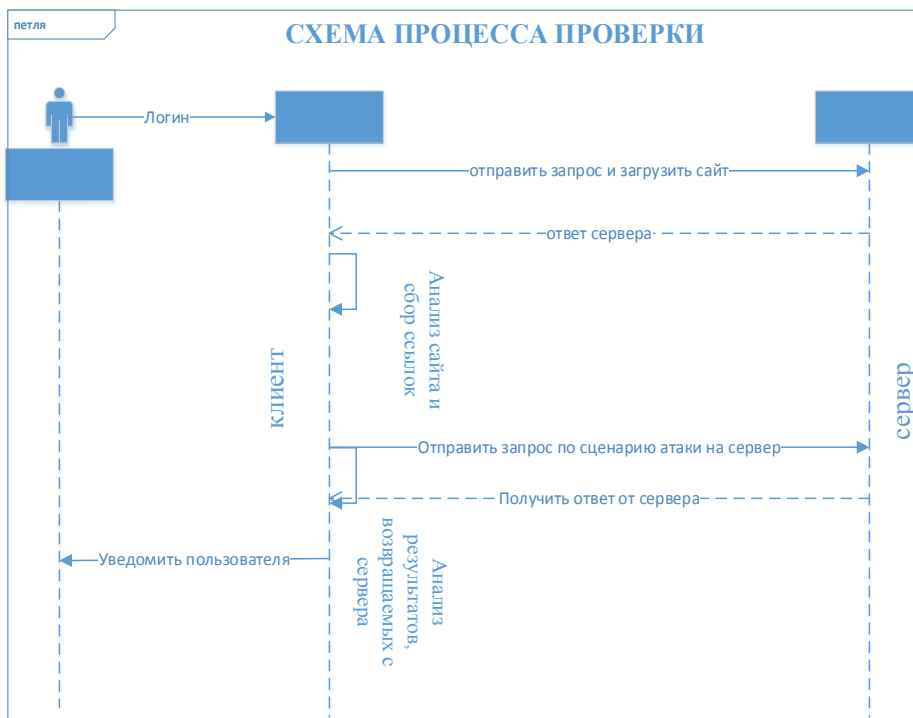 петля
СХЕМА ПРОЦЕССА ПРОВЕРКИ
Логин
отправить запрос и загрузить сайт
ответ сервера
Анализ сайта и
сбор ссылок
клиент
сервер
Отправить запрос по сценарию атаки на сервер
Получить ответ от сервера
Уведомить пользователя
Анализ
результатов,
возвращаемых с
сервера